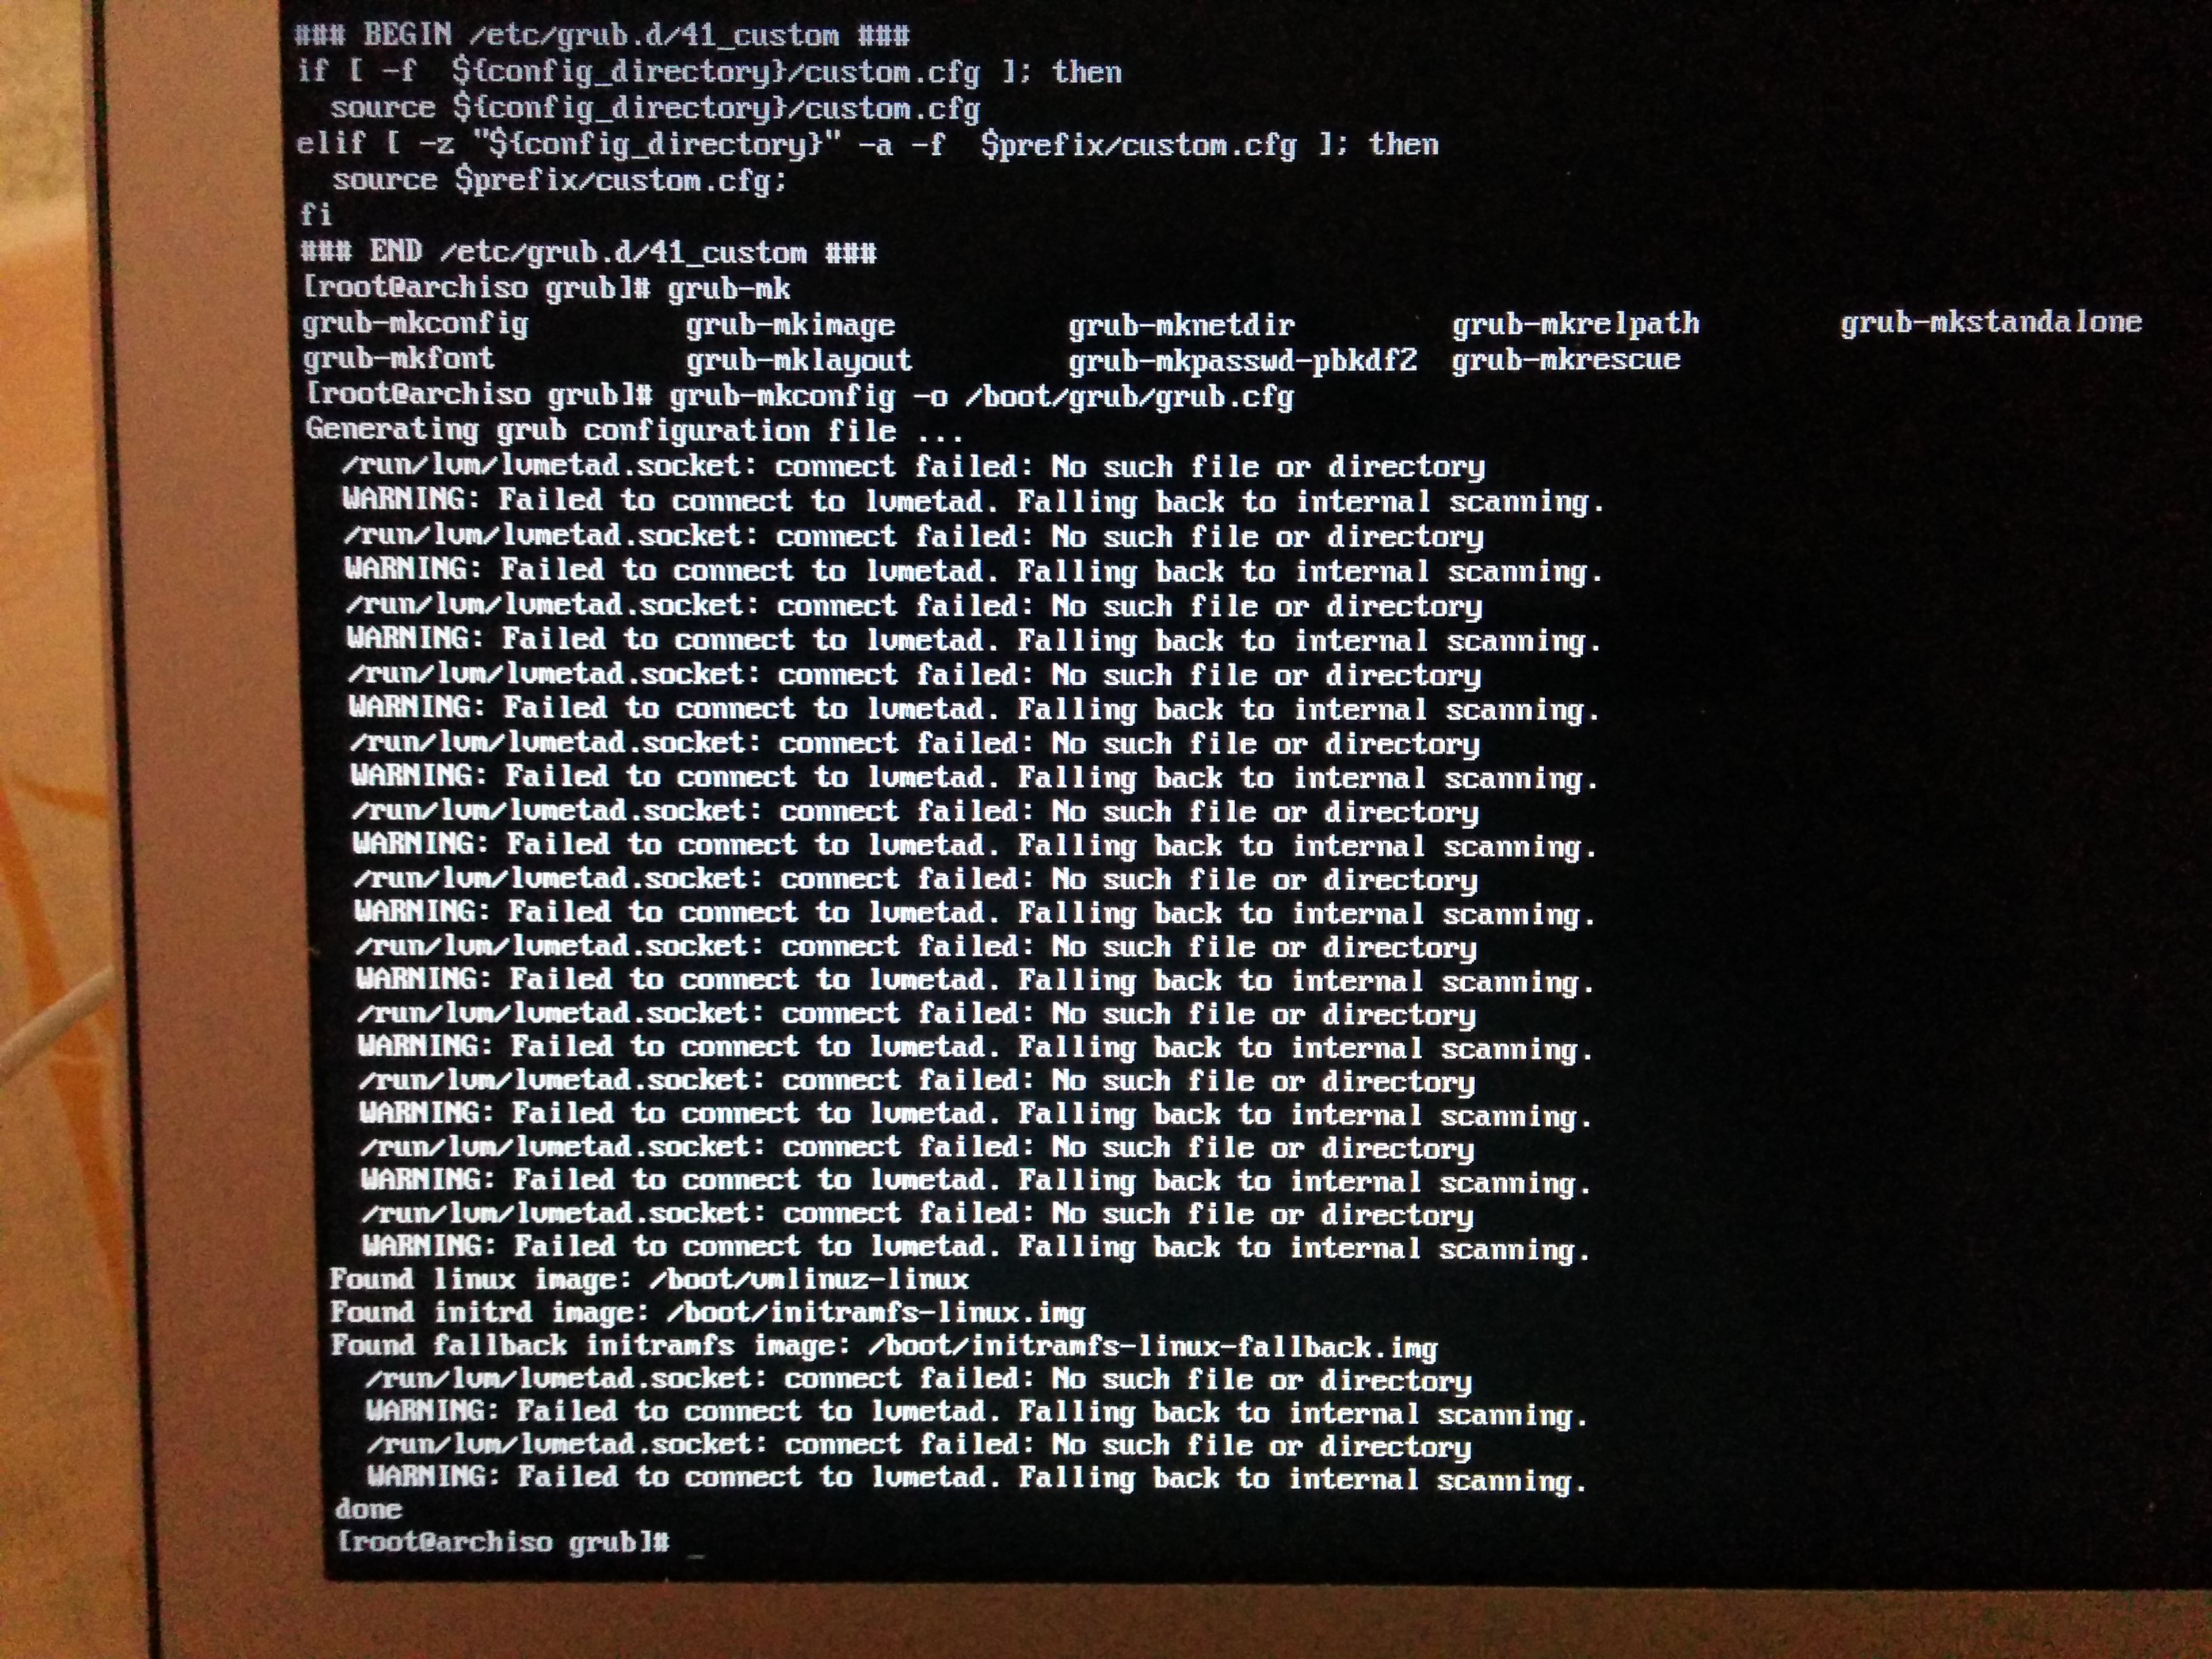 ### BEGIN /etc/grub.d/41_custom ###
if [ -f  ${config_directory}/custom.cfg ]; then
  source ${config_directory}/custom.cfg
elif [ -z "${config_directory}" -a -f  $prefix/custom.cfg ]; then
  source $prefix/custom.cfg;
fi
### END /etc/grub.d/41_custom ###
[root@archiso grub]# grub-mk
grub-mkconfig          grub-mkimage           grub-mknetdir          grub-mkrelpath         grub-mkstandalone
grub-mkfont            grub-mklayout          grub-mkpasswd-pbkdf2   grub-mkrescue
[root@archiso grub]# grub-mkconfig -o /boot/grub/grub.cfg
Generating grub configuration file ...
  /run/lvm/lvmetad.socket: connect failed: No such file or directory
  WARNING: Failed to connect to lvmetad. Falling back to internal scanning.
  /run/lvm/lvmetad.socket: connect failed: No such file or directory
  WARNING: Failed to connect to lvmetad. Falling back to internal scanning.
  /run/lvm/lvmetad.socket: connect failed: No such file or directory
  WARNING: Failed to connect to lvmetad. Falling back to internal scanning.
  /run/lvm/lvmetad.socket: connect failed: No such file or directory
  WARNING: Failed to connect to lvmetad. Falling back to internal scanning.
  /run/lvm/lvmetad.socket: connect failed: No such file or directory
  WARNING: Failed to connect to lvmetad. Falling back to internal scanning.
  /run/lvm/lvmetad.socket: connect failed: No such file or directory
  WARNING: Failed to connect to lvmetad. Falling back to internal scanning.
  /run/lvm/lvmetad.socket: connect failed: No such file or directory
  WARNING: Failed to connect to lvmetad. Falling back to internal scanning.
  /run/lvm/lvmetad.socket: connect failed: No such file or directory
  WARNING: Failed to connect to lvmetad. Falling back to internal scanning.
  /run/lvm/lvmetad.socket: connect failed: No such file or directory
  WARNING: Failed to connect to lvmetad. Falling back to internal scanning.
  /run/lvm/lvmetad.socket: connect failed: No such file or directory
  WARNING: Failed to connect to lvmetad. Falling back to internal scanning.
  /run/lvm/lvmetad.socket: connect failed: No such file or directory
  WARNING: Failed to connect to lvmetad. Falling back to internal scanning.
  /run/lvm/lvmetad.socket: connect failed: No such file or directory
  WARNING: Failed to connect to lvmetad. Falling back to internal scanning.
Found linux image: /boot/vmlinuz-linux
Found initrd image: /boot/initramfs-linux.img
Found fallback initramfs image: /boot/initramfs-linux-fallback.img
  /run/lvm/lvmetad.socket: connect failed: No such file or directory
  WARNING: Failed to connect to lvmetad. Falling back to internal scanning.
  /run/lvm/lvmetad.socket: connect failed: No such file or directory
  WARNING: Failed to connect to lvmetad. Falling back to internal scanning.
done
[root@archiso grub]# _